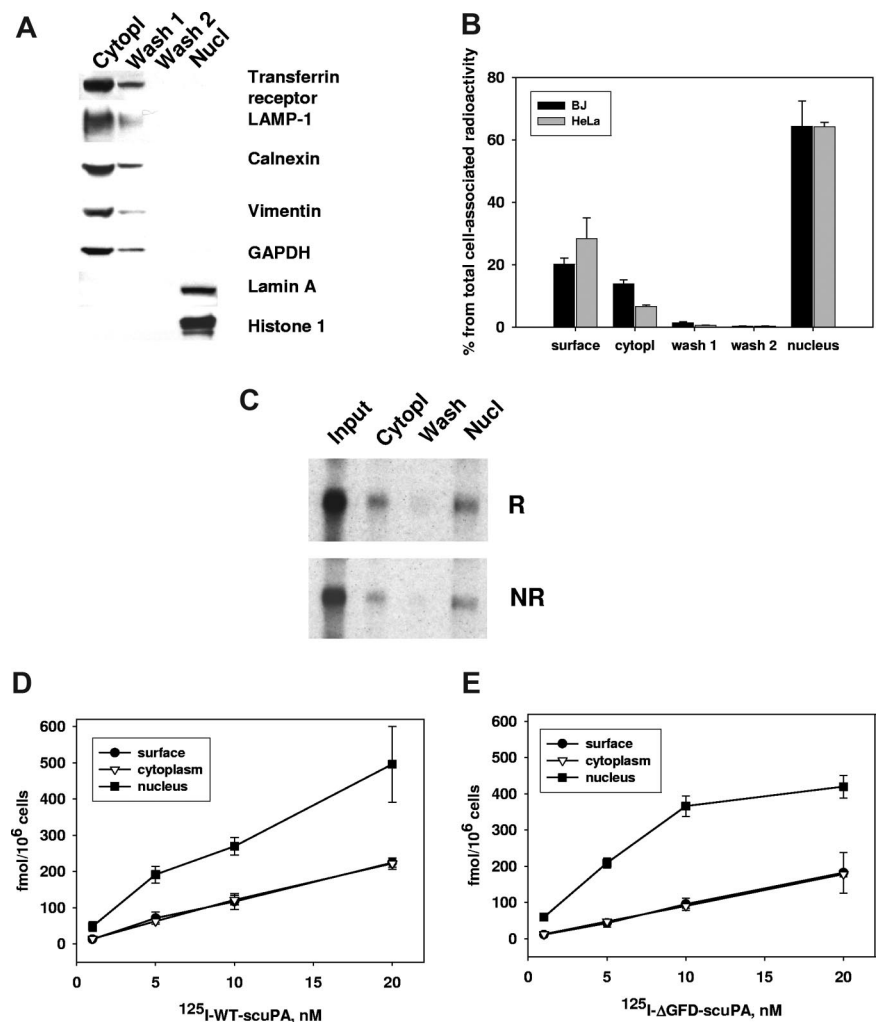 A
Cytopl
Wash 1
Wash 2
Nucl
Transferrin
receptor
LAMP-1
Calnexin
Vimentin
GAPDH
Lamin A
Histone 1
B
% from total cell-associated radioactivity
80
60
40
20
0
BJ
HeLa
surface cytopl wash 1 wash 2 nucleus
C
Input
Cytopl
Wash
Nucl
R
NR
D
fmol/10⁶ cells
600
500
400
300
200
100
0
surface
cytoplasm
nucleus
0 5 10 15 20
¹²⁵I-WT-scuPA, nM
E
fmol/10⁶ cells
600
500
400
300
200
100
0
surface
cytoplasm
nucleus
0 5 10 15 20
¹²⁵I-ΔGFD-scuPA, nM